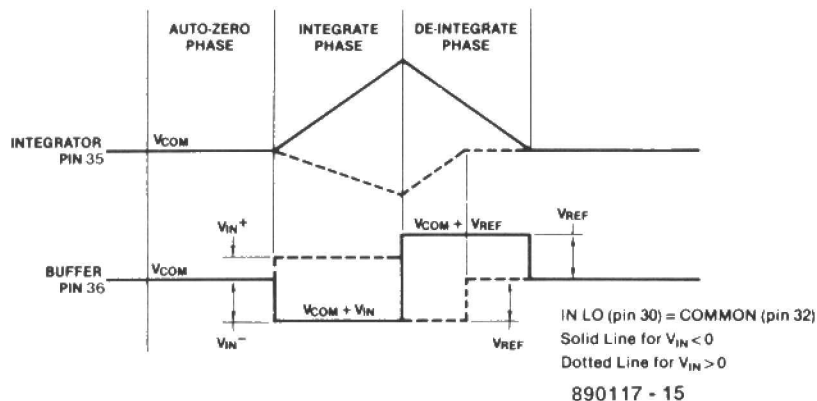 AUTO-ZERO PHASE
INTEGRATE PHASE
DE-INTEGRATE PHASE
INTEGRATOR PIN 35
VCOM
VIN+
VCOM + VREF
VREF
BUFFER PIN 36
VCOM
VCOM + VIN
VIN-
VREF
IN LO (pin 30) = COMMON (pin 32)
Solid Line for VIN<0
Dotted Line for VIN>0
890117 - 15